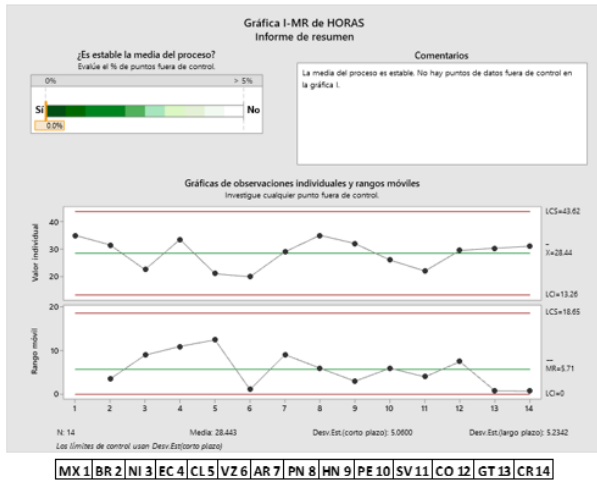 Gráfica I-MR de HORAS
Informe de resumen
¿Es estable la media del proceso?
Evalúe el % de puntos fuera de control.
0% > 5%
Sí No
0.0%
Comentarios
La media del proceso es estable. No hay puntos de datos fuera de control en
la gráfica I.
Gráficas de observaciones individuales y rangos móviles
Investigue cualquier punto fuera de control.
Valor individual
40
30
20
LCS=43.62
X=28.44
LCI=13.26
Rango móvil
20
10
0
LCS=18.65
MR=5.71
LCI=0
1 2 3 4 5 6 7 8 9 10 11 12 13 14
N: 14 Media: 28.443 Desv.Est.(corto plazo): 5.0600 Desv.Est.(largo plazo): 5.2342
Los límites de control usan Desv.Est(corto plazo)
MX 1 BR 2 NI 3 EC 4 CL 5 VZ 6 AR 7 PN 8 HN 9 PE 10 SV 11 CO 12 GT 13 CR 14